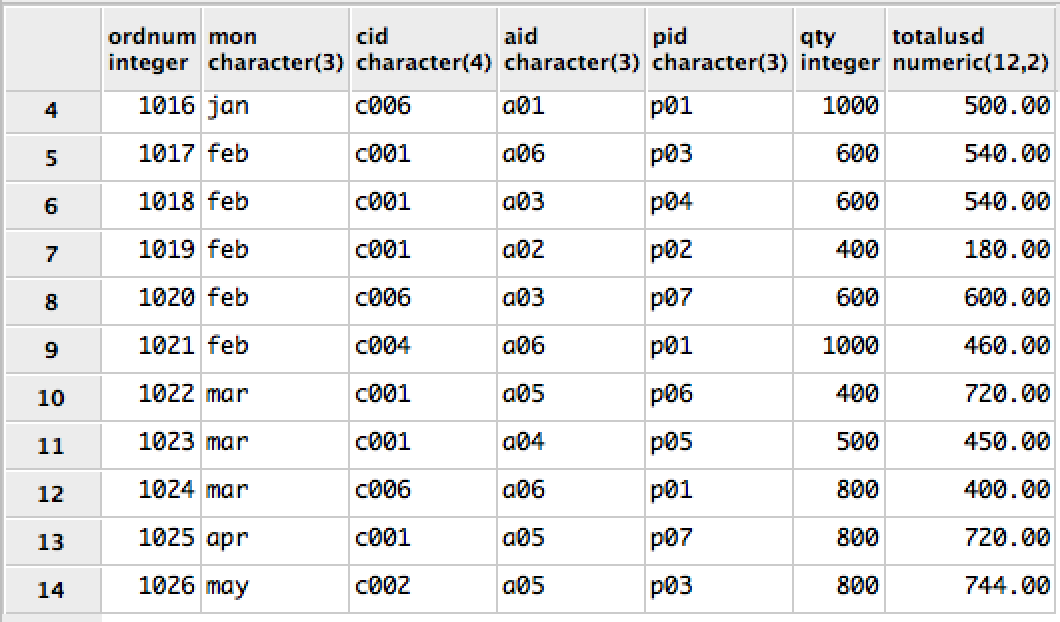 ordnum mon cid aid pid qty totalusd
integer character(3) character(4) character(3) character(3) integer numeric(12,2)
4 1016 jan c006 a01 p01 1000 500.00
5 1017 feb c001 a06 p03 600 540.00
6 1018 feb c001 a03 p04 600 540.00
7 1019 feb c001 a02 p02 400 180.00
8 1020 feb c006 a03 p07 600 600.00
9 1021 feb c004 a06 p01 1000 460.00
10 1022 mar c001 a05 p06 400 720.00
11 1023 mar c001 a04 p05 500 450.00
12 1024 mar c006 a06 p01 800 400.00
13 1025 apr c001 a05 p07 800 720.00
14 1026 may c002 a05 p03 800 744.00